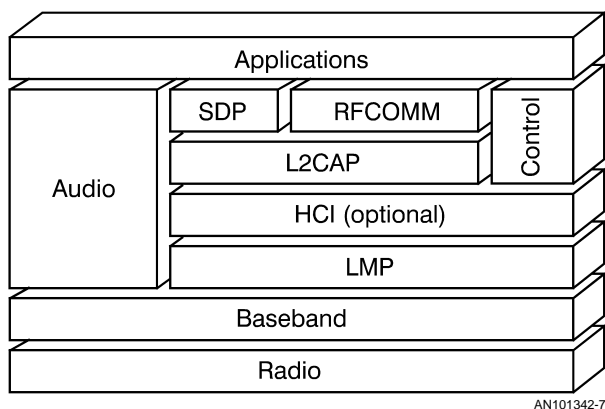 Applications
SDP
RFCOMM
Control
L2CAP
Audio
HCI (optional)
LMP
Baseband
Radio
AN101342-7